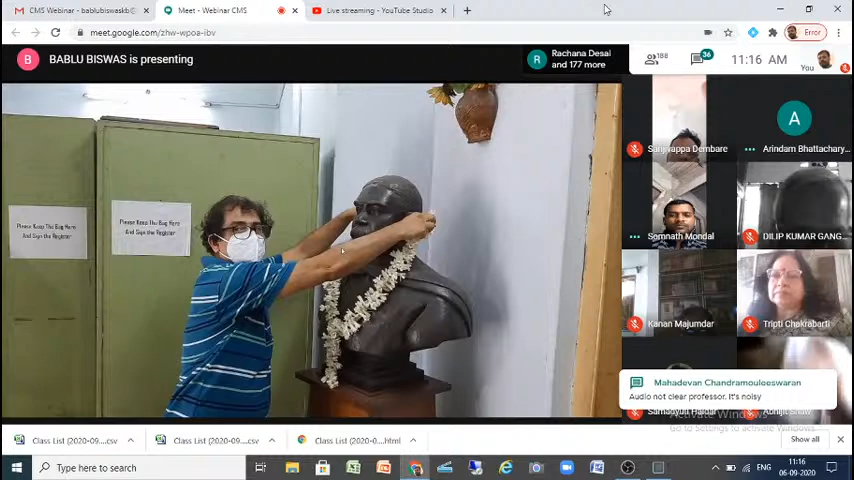 CMS Webinar - bablubiswaskb@
Meet - Webinar CMS
Live streaming - YouTube Studio
meet.google.com/zhw-wpoa-ibv
Error
B
BABLU BISWAS is presenting
R
Rachana Desai
and 177 more
188
36
11:16 AM
You
Please Keep The Bag Here
And Sign the Register
Please Keep The Bag Here
And Sign the Register
Sanjivappa Dembare
A
Arindam Bhattachary...
Somnath Mondal
DILIP KUMAR GANG...
Kanan Majumdar
Tripti Chakrabarti
Mahadevan Chandramouleeswaran
Audio not clear professor. It's noisy
Samadyuti Haldar
Abhijit Shaw
Activate Windows
Go to Settings to activate Windows.
Class List (2020-09....csv
Class List (2020-09....csv
Class List (2020-0....html
Show all
Type here to search
ENG
11:16
06-09-2020